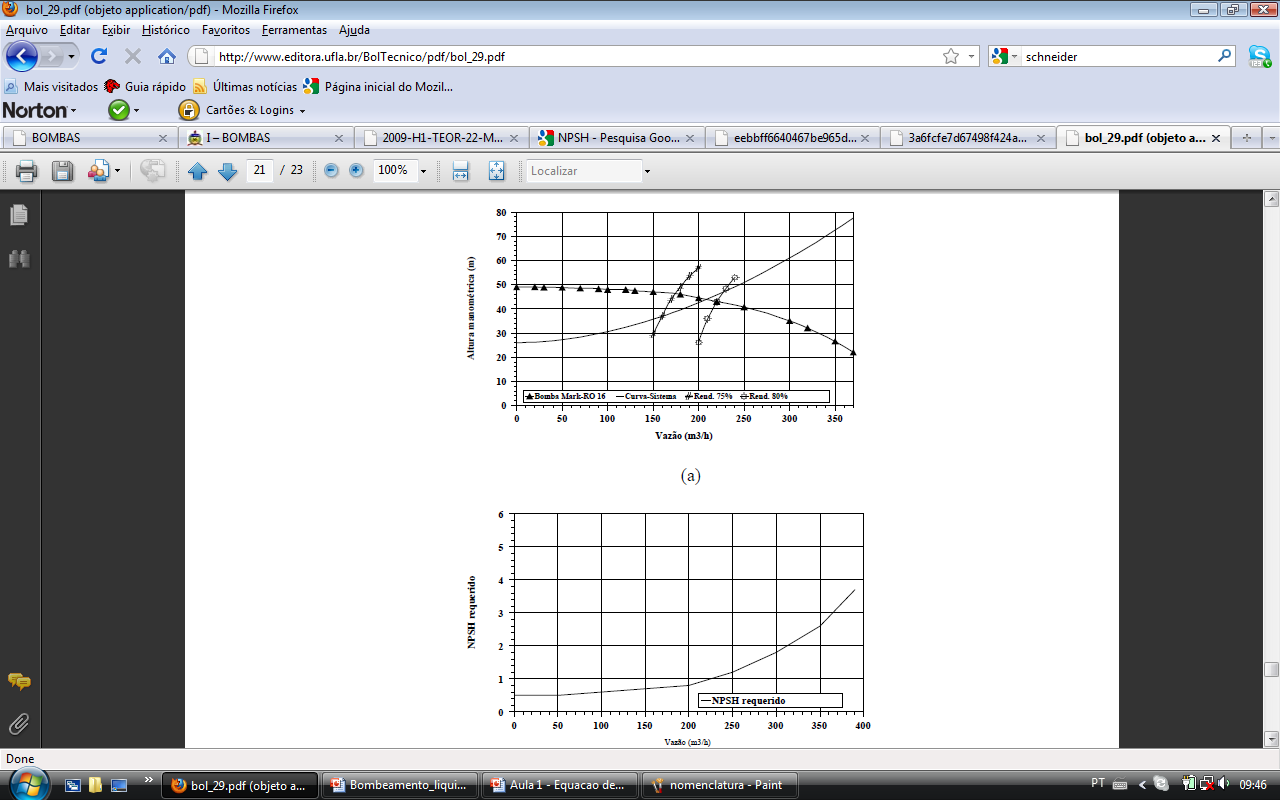 bol_29.pdf (objeto application/pdf) - Mozilla Firefox
Arquivo Editar Exibir Histórico Favoritos Ferramentas Ajuda
http://www.editora.ufla.br/BolTecnico/pdf/bol_29.pdf schneider
Mais visitados Guia rápido Últimas notícias Página inicial do Mozil...
Norton Cartões & Logins
BOMBAS I – BOMBAS 2009-H1-TEOR-22-M... NPSH - Pesquisa Goo... eebbff6640467be965d... 3a6fcfe7d67498f424a... bol_29.pdf (objeto a...
21 / 23 100% Localizar
80
70
60
50
40
30
20
10
0
Altura manométrica (m)
Bomba Mark-RO 16 Curva-Sistema Rend. 75% Rend. 80%
0 50 100 150 200 250 300 350
Vazão (m3/h)
(a)
6
5
4
3
2
1
0
NPSH requerido
NPSH requerido
0 50 100 150 200 250 300 350 400
Vazão (m3/h)
Done
bol_29.pdf (objeto a... Bombeamento_liqui... Aula 1 - Equacao de... nomenclatura - Paint PT 09:46